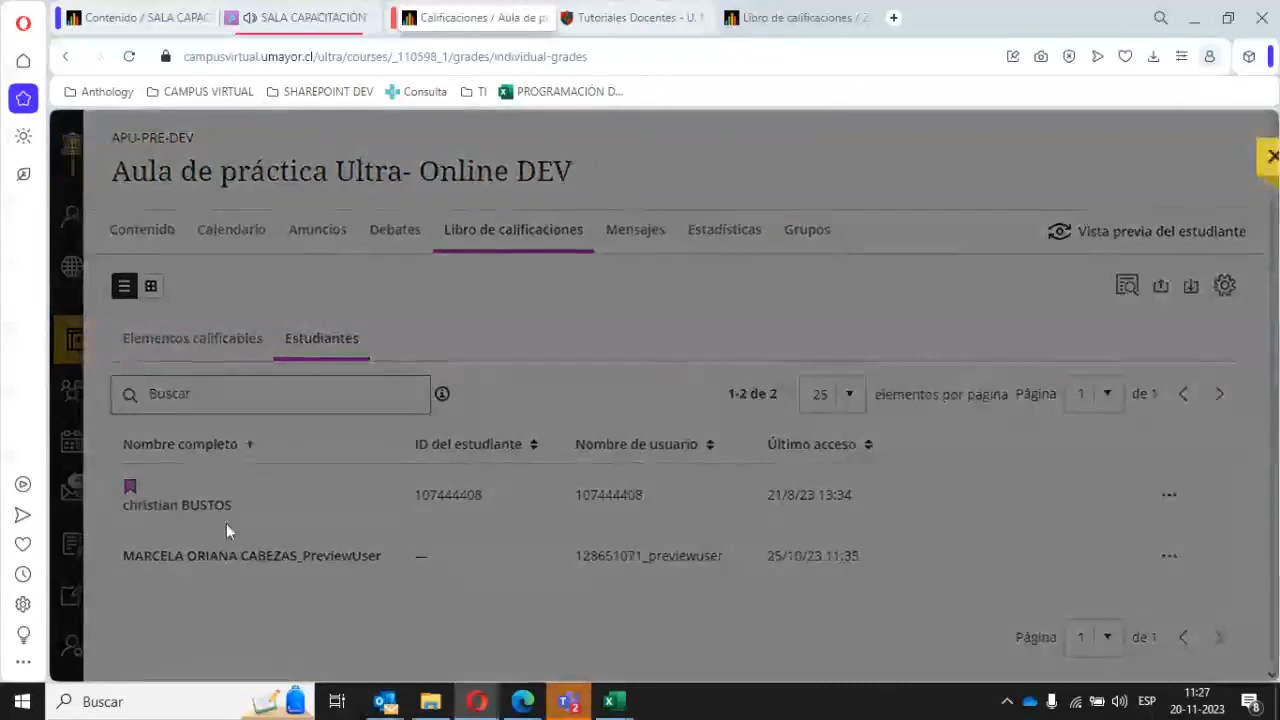 Contenido / SALA CAPAC
SALA CAPACITACIÓN
Calificaciones / Aula de p
Tutoriales Docentes - U.
Libro de calificaciones / 2
campusvirtual.umayor.cl/ultra/courses/_110598_1/grades/individual-grades
Anthology
CAMPUS VIRTUAL
SHAREPOINT DEV
Consulta
TI
PROGRAMACIÓN D...
APU-PRE-DEV
Aula de práctica Ultra- Online DEV
Contenido
Calendario
Anuncios
Debates
Libro de calificaciones
Mensajes
Estadísticas
Grupos
Vista previa del estudiante
Elementos calificables
Estudiantes
Buscar
1-2 de 2
25
elementos por página
Página
1
de 1
Nombre completo
ID del estudiante
Nombre de usuario
Último acceso
christian BUSTOS
107444408
107444408
21/8/23 13:34
MARCELA ORIANA CABEZAS_PreviewUser
—
128651071_previewuser
25/10/23 11:35
Página
1
de 1
Buscar
ESP
11:27
20-11-2023
8